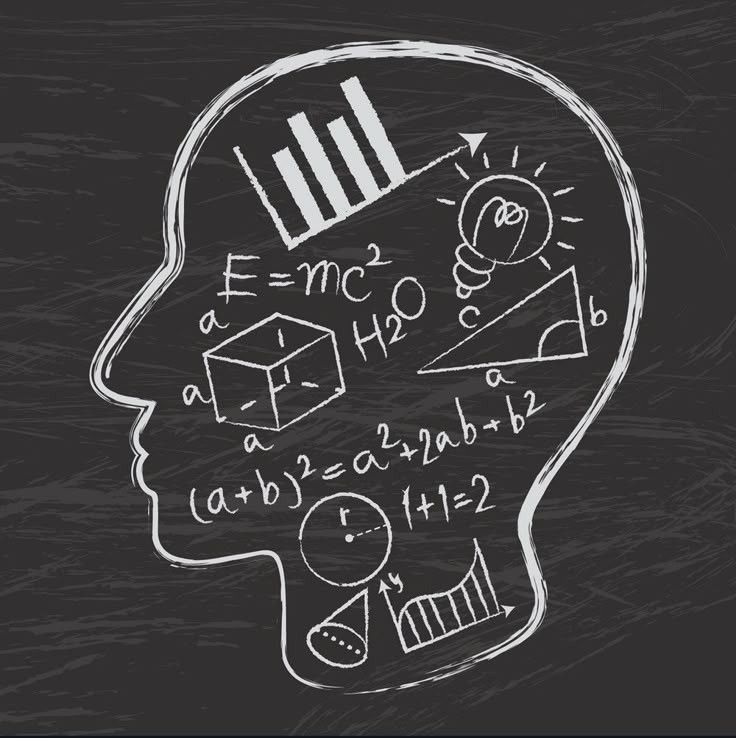 E=mc²
H2O
a
a
a
c
b
a
(a+b)²=a²+2ab+b²
r
1+1=2
y